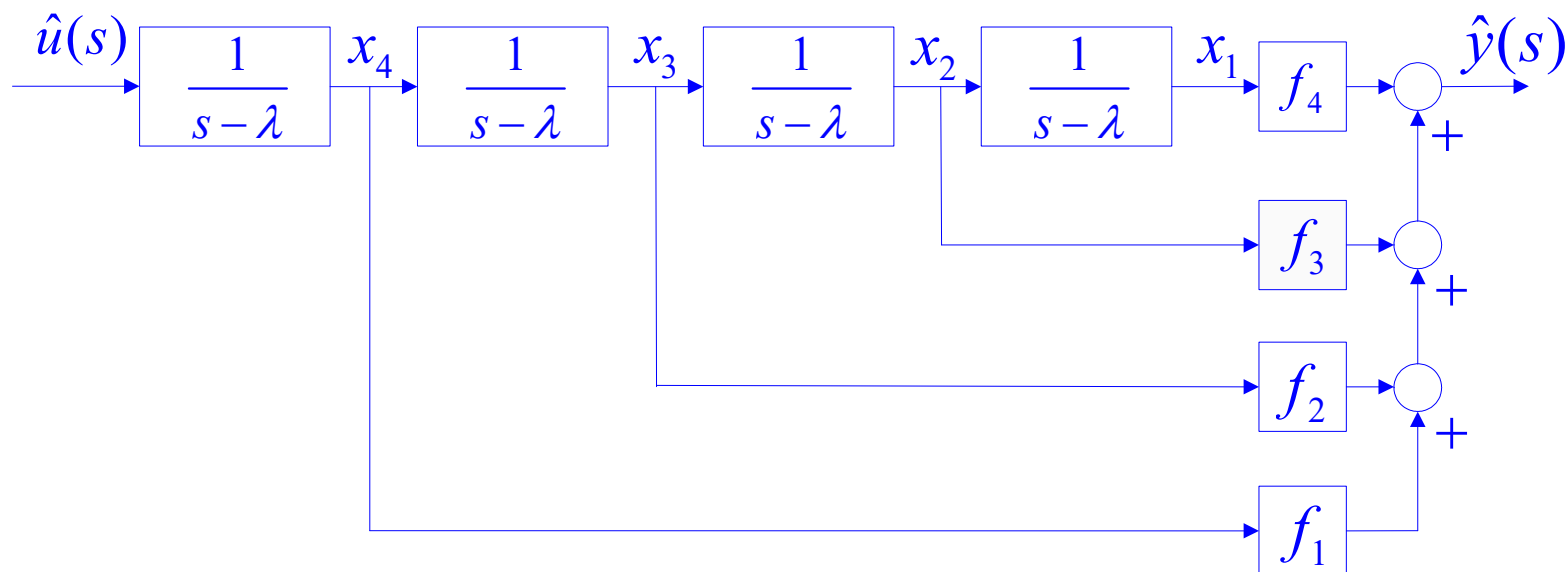 û(s) 1/(s−λ) x₄ 1/(s−λ) x₃ 1/(s−λ) x₂ 1/(s−λ) x₁ f₄ ŷ(s)
+
f₃
+
f₂
+
f₁